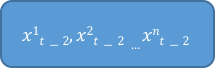 x¹ₜ₋₂, x²ₜ₋₂ … xⁿₜ₋₂